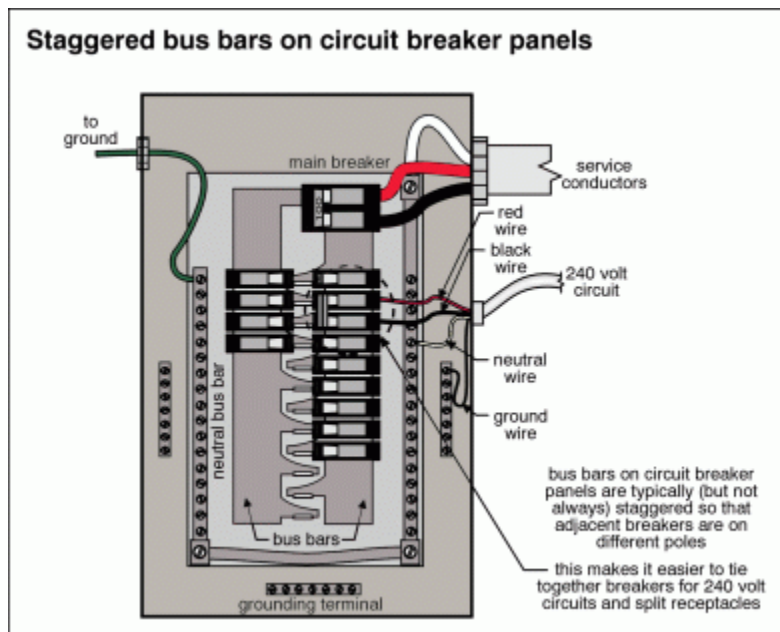 Staggered bus bars on circuit breaker panels
to
ground
main breaker
service
conductors
red
wire
black
wire
240 volt
circuit
neutral bus bar
neutral
wire
ground
wire
bus bars
bus bars on circuit breaker
panels are typically (but not
always) staggered so that
adjacent breakers are on
different poles
this makes it easier to tie
together breakers for 240 volt
circuits and split receptacles
grounding terminal